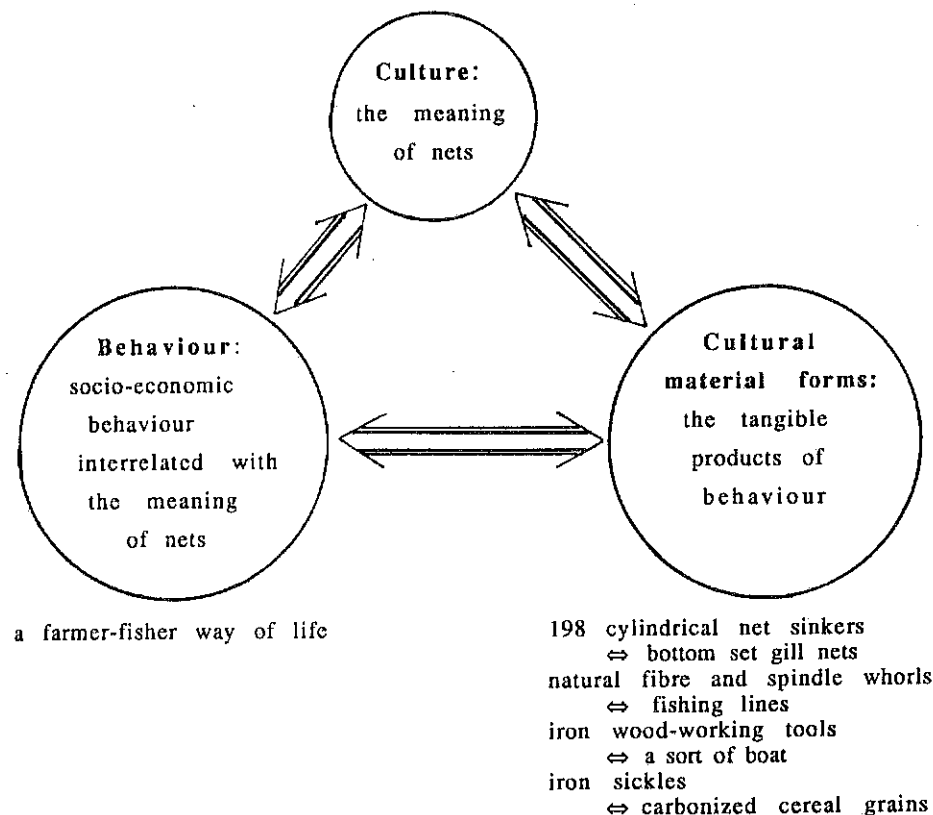 Culture:
the meaning
of nets
Behaviour:
socio-economic
behaviour
interrelated with
the meaning
of nets
Cultural
material forms:
the tangible
products of
behaviour
a farmer-fisher way of life
198 cylindrical net sinkers
⇔ bottom set gill nets
natural fibre and spindle whorls
⇔ fishing lines
iron wood-working tools
⇔ a sort of boat
iron sickles
⇔ carbonized cereal grains